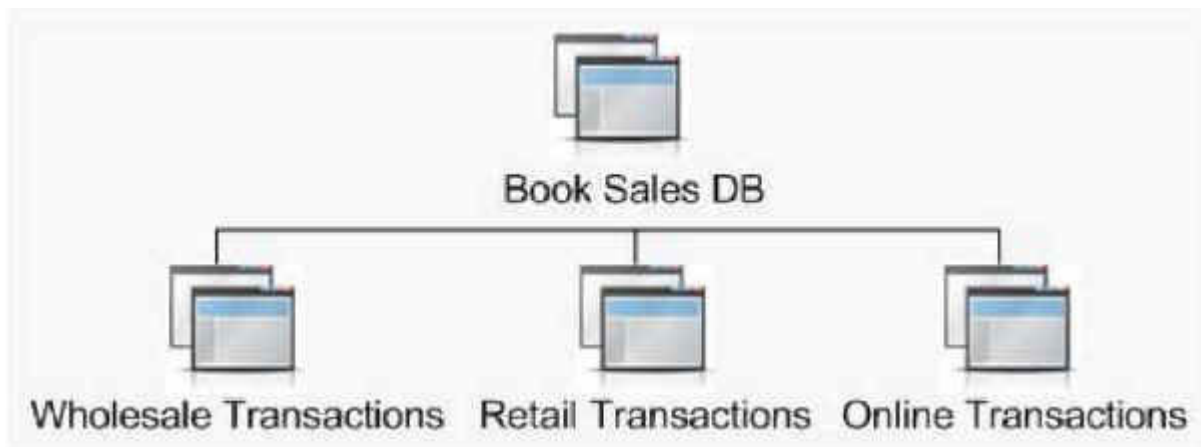 Book Sales DB
Wholesale Transactions
Retail Transactions
Online Transactions